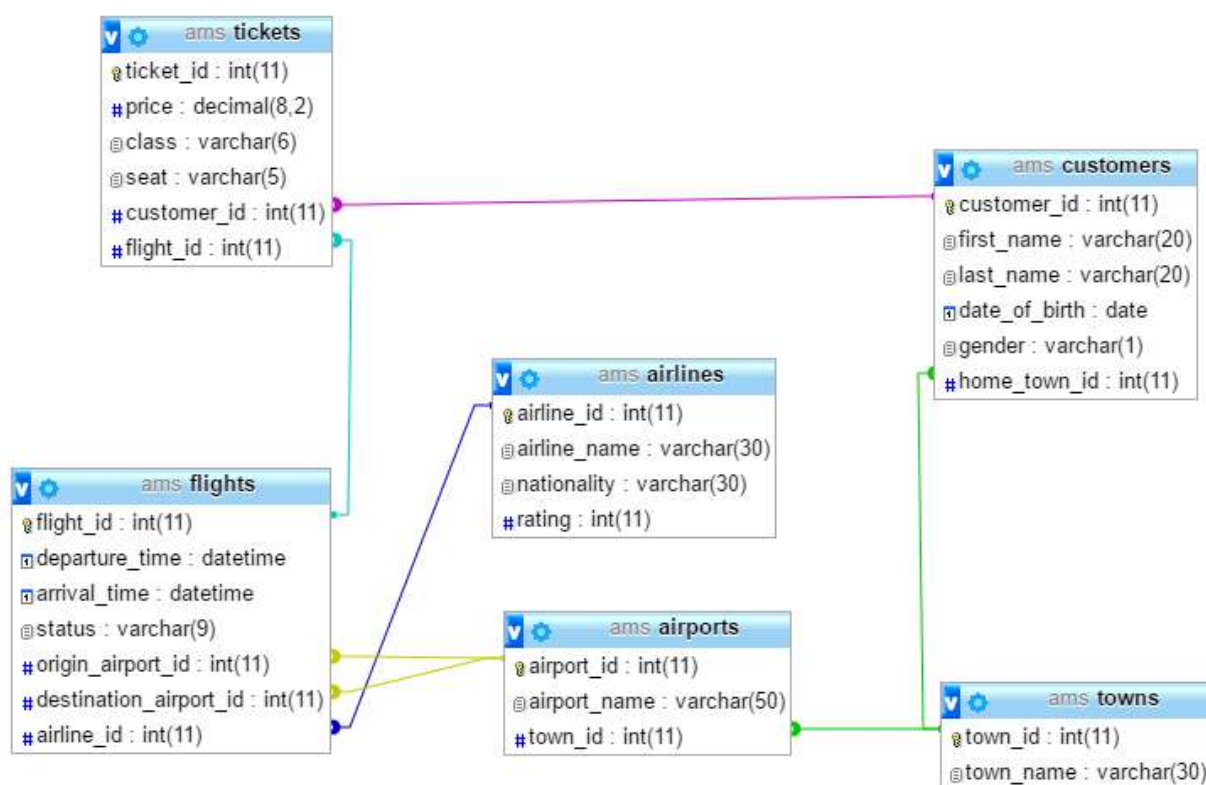 ams tickets
ticket_id : int(11)
price : decimal(8,2)
class : varchar(6)
seat : varchar(5)
customer_id : int(11)
flight_id : int(11)
ams customers
customer_id : int(11)
first_name : varchar(20)
last_name : varchar(20)
date_of_birth : date
gender : varchar(1)
home_town_id : int(11)
ams airlines
airline_id : int(11)
airline_name : varchar(30)
nationality : varchar(30)
rating : int(11)
ams flights
flight_id : int(11)
departure_time : datetime
arrival_time : datetime
status : varchar(9)
origin_airport_id : int(11)
destination_airport_id : int(11)
airline_id : int(11)
ams airports
airport_id : int(11)
airport_name : varchar(50)
town_id : int(11)
ams towns
town_id : int(11)
town_name : varchar(30)